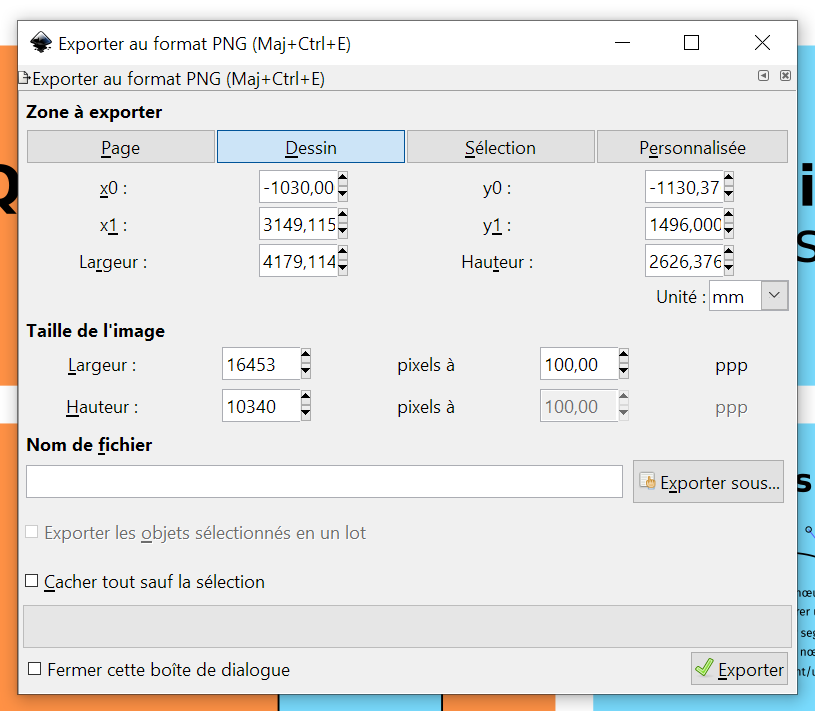 Exporter au format PNG (Maj+Ctrl+E)
Exporter au format PNG (Maj+Ctrl+E)
Zone à exporter
Page Dessin Sélection Personnalisée
x0 : -1030,00 y0 : -1130,37
x1 : 3149,115 y1 : 1496,000
Largeur : 4179,114 Hauteur : 2626,376
Unité : mm
Taille de l'image
Largeur : 16453 pixels à 100,00 ppp
Hauteur : 10340 pixels à 100,00 ppp
Nom de fichier
Exporter sous...
Exporter les objets sélectionnés en un lot
Cacher tout sauf la sélection
Fermer cette boîte de dialogue Exporter